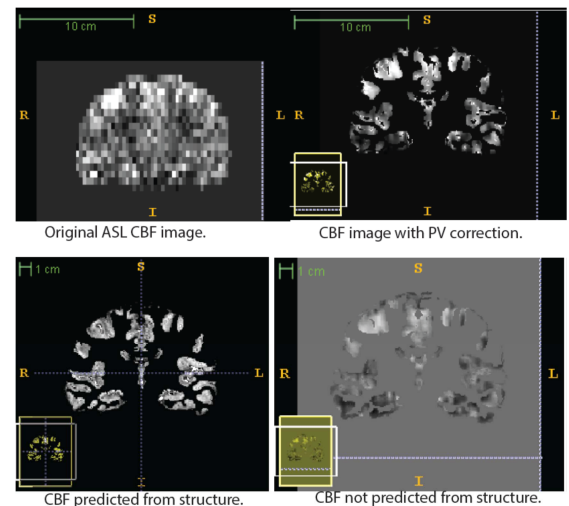 10 cm
S
R
L
I
Original ASL CBF image.
10 cm
S
R
L
I
CBF image with PV correction.
1 cm
S
R
L
I
CBF predicted from structure.
1 cm
S
R
L
I
CBF not predicted from structure.